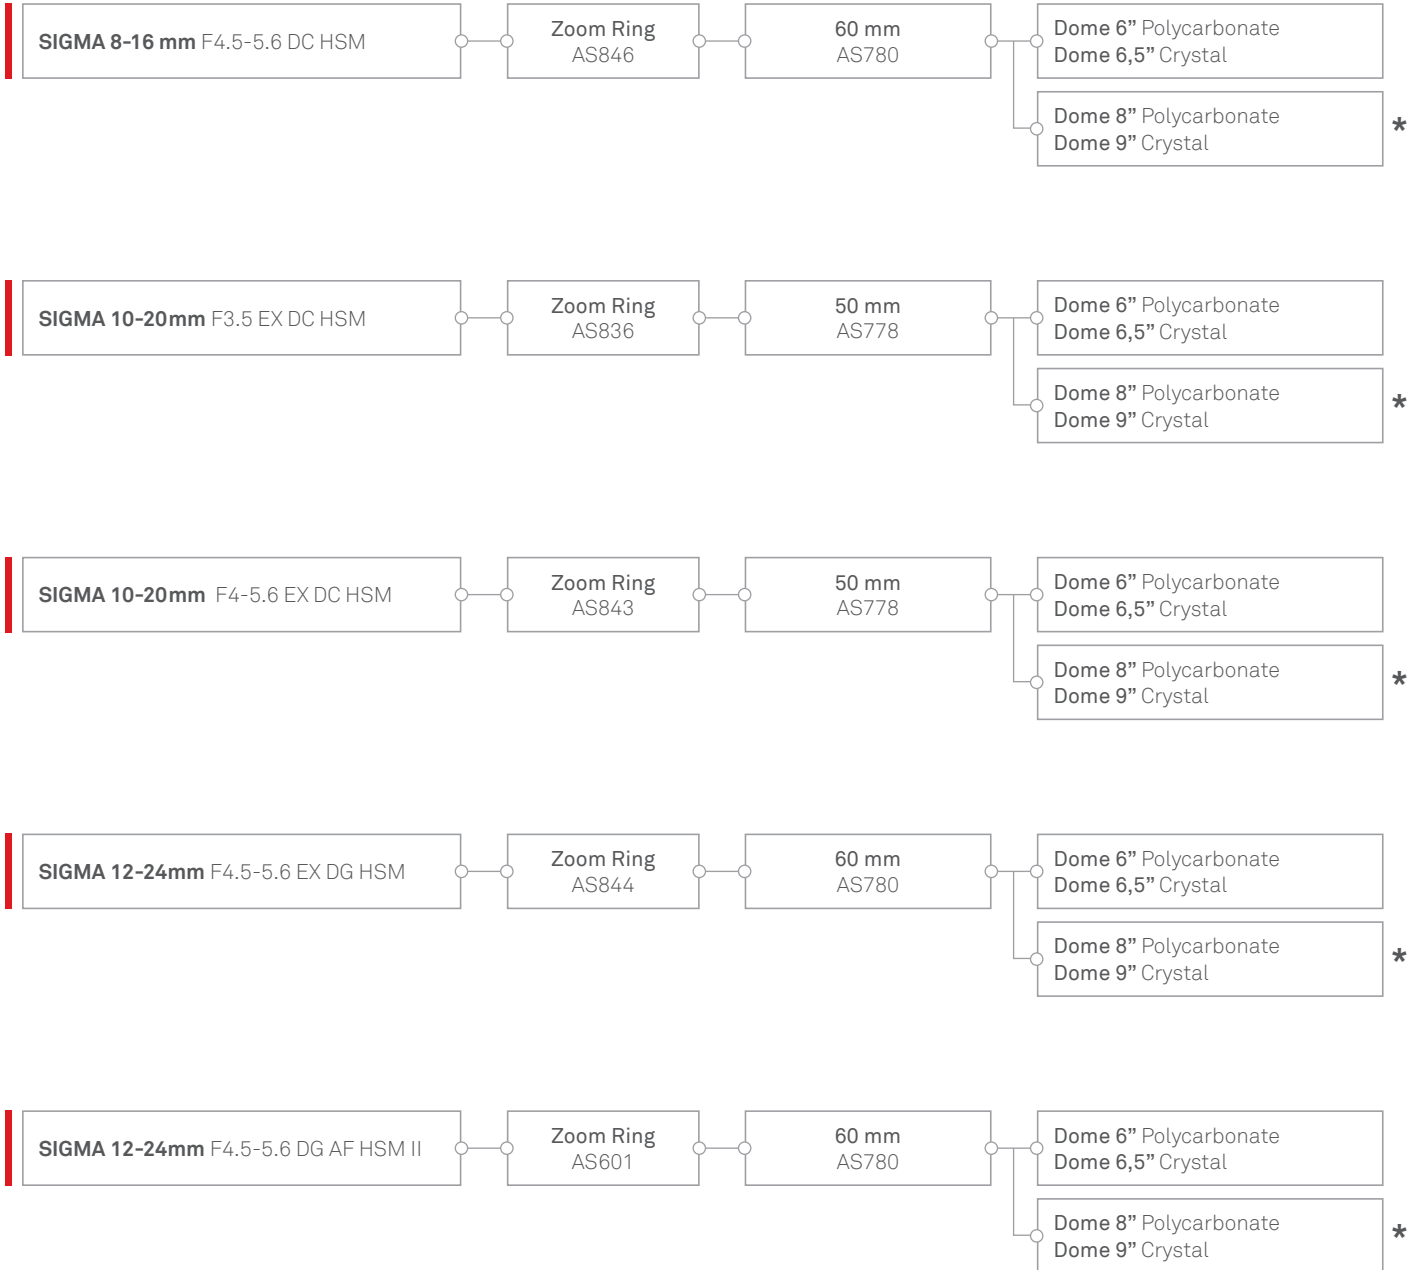 SIGMA 8-16 mm F4.5-5.6 DC HSM
Zoom Ring
AS846
60 mm
AS780
Dome 6” Polycarbonate
Dome 6,5” Crystal
Dome 8” Polycarbonate
Dome 9” Crystal
*
SIGMA 10-20mm F3.5 EX DC HSM
Zoom Ring
AS836
50 mm
AS778
Dome 6” Polycarbonate
Dome 6,5” Crystal
Dome 8” Polycarbonate
Dome 9” Crystal
*
SIGMA 10-20mm F4-5.6 EX DC HSM
Zoom Ring
AS843
50 mm
AS778
Dome 6” Polycarbonate
Dome 6,5” Crystal
Dome 8” Polycarbonate
Dome 9” Crystal
*
SIGMA 12-24mm F4.5-5.6 EX DG HSM
Zoom Ring
AS844
60 mm
AS780
Dome 6” Polycarbonate
Dome 6,5” Crystal
Dome 8” Polycarbonate
Dome 9” Crystal
*
SIGMA 12-24mm F4.5-5.6 DG AF HSM II
Zoom Ring
AS601
60 mm
AS780
Dome 6” Polycarbonate
Dome 6,5” Crystal
Dome 8” Polycarbonate
Dome 9” Crystal
*